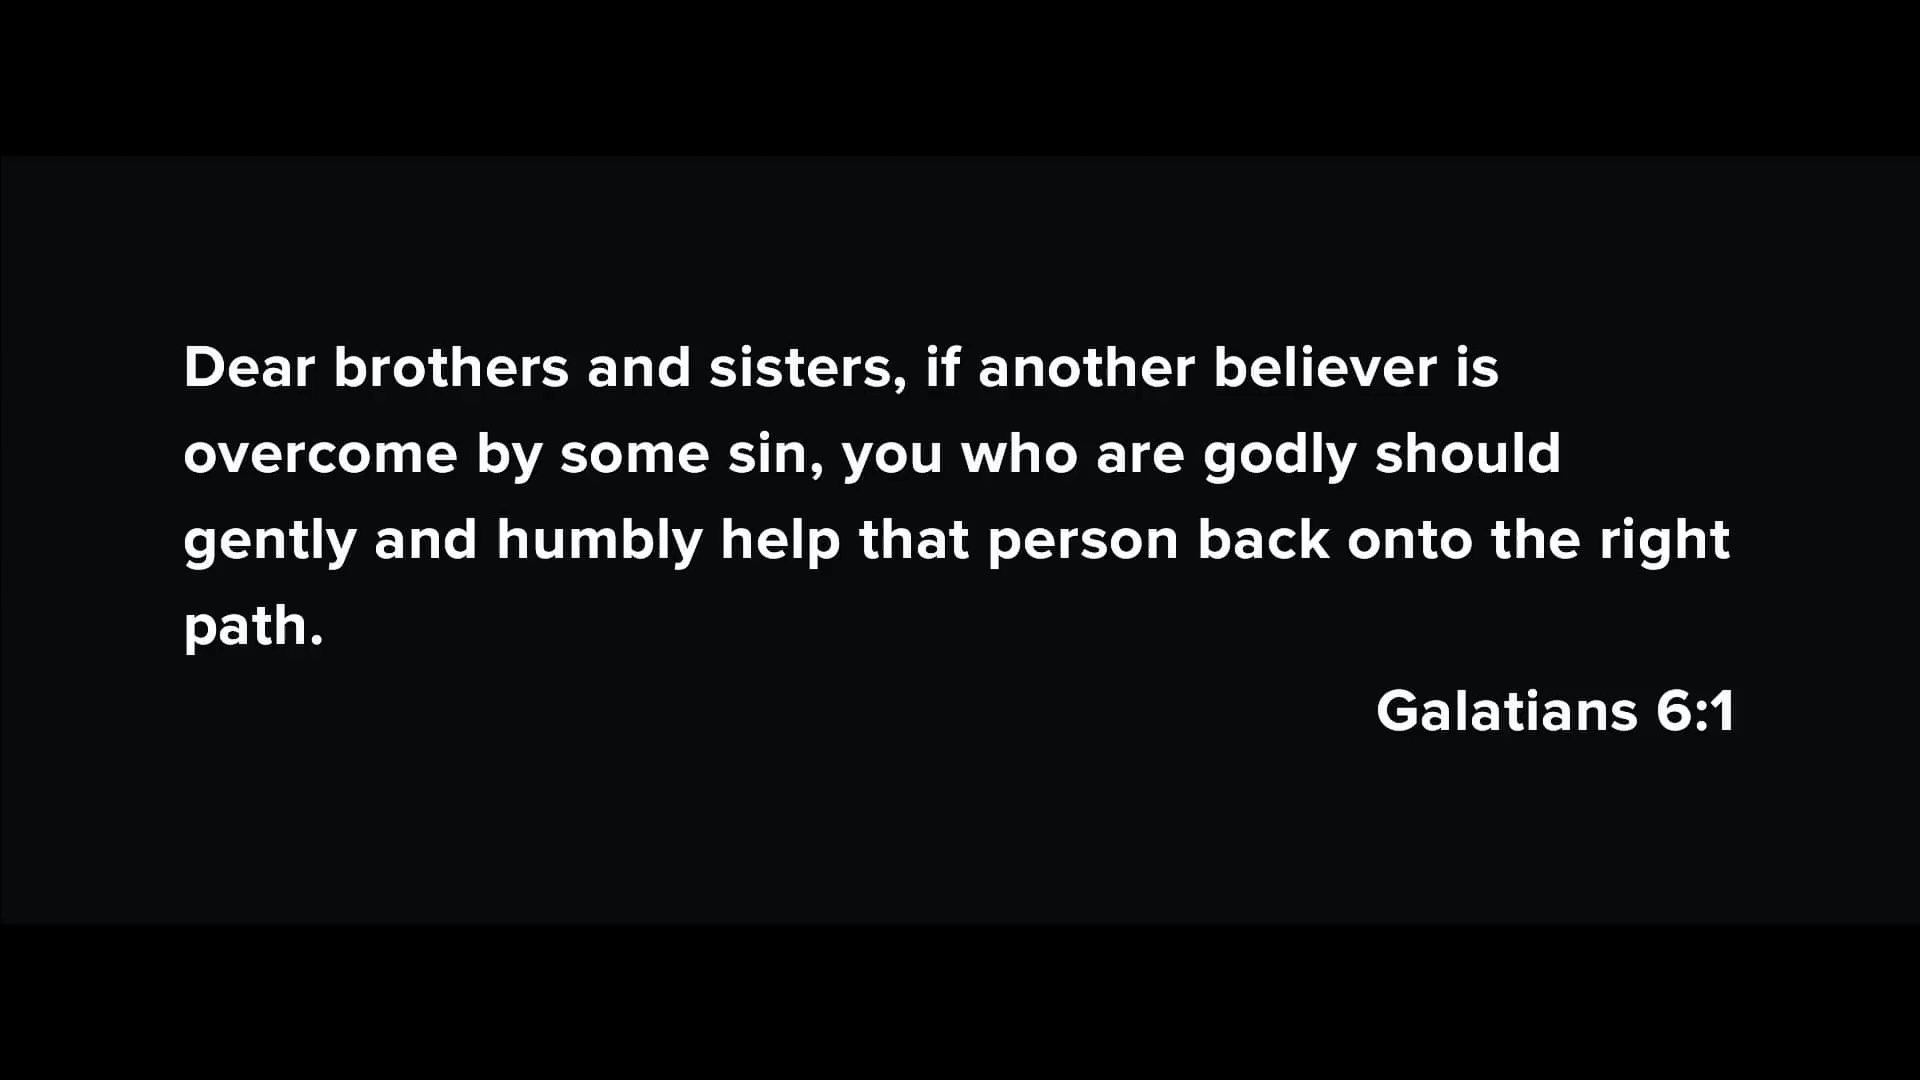 Dear brothers and sisters, if another believer is
overcome by some sin, you who are godly should
gently and humbly help that person back onto the right
path.
Galatians 6:1